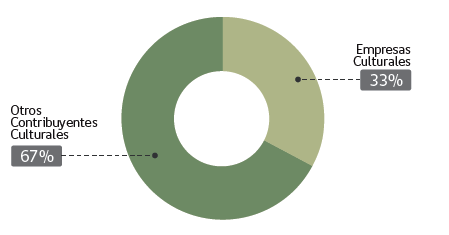 Empresas
Culturales
33%
Otros
Contribuyentes
Culturales
67%